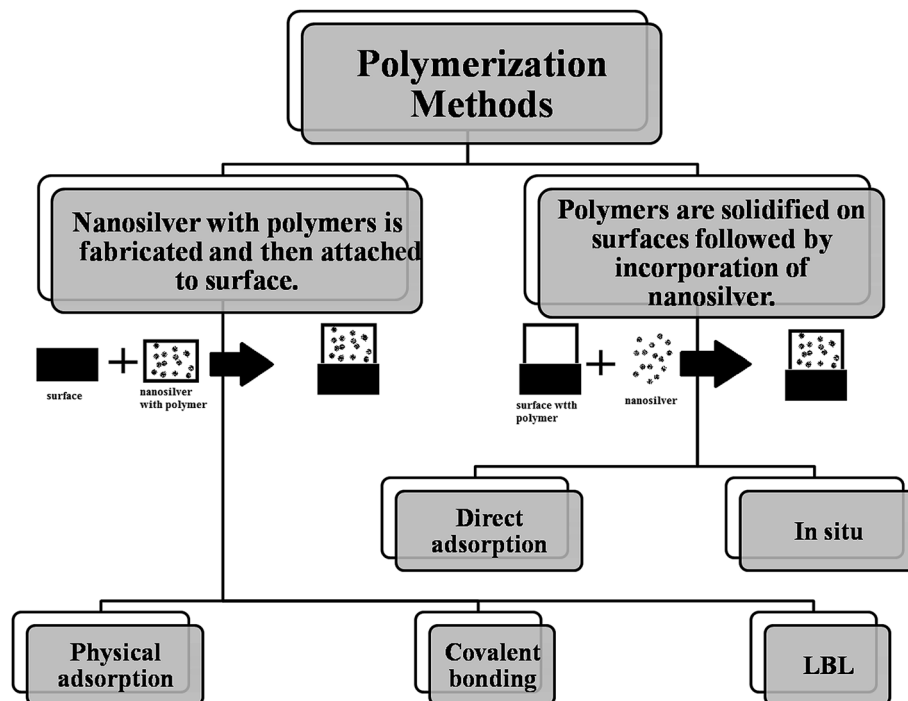 Polymerization
Methods
Nanosilver with polymers is
fabricated and then attached
to surface.
Polymers are solidified on
surfaces followed by
incorporation of
nanosilver.
surface
nanosilver
with polymer
surface wtth
polymer
nanosilver
Direct
adsorption
In situ
Physical
adsorption
Covalent
bonding
LBL